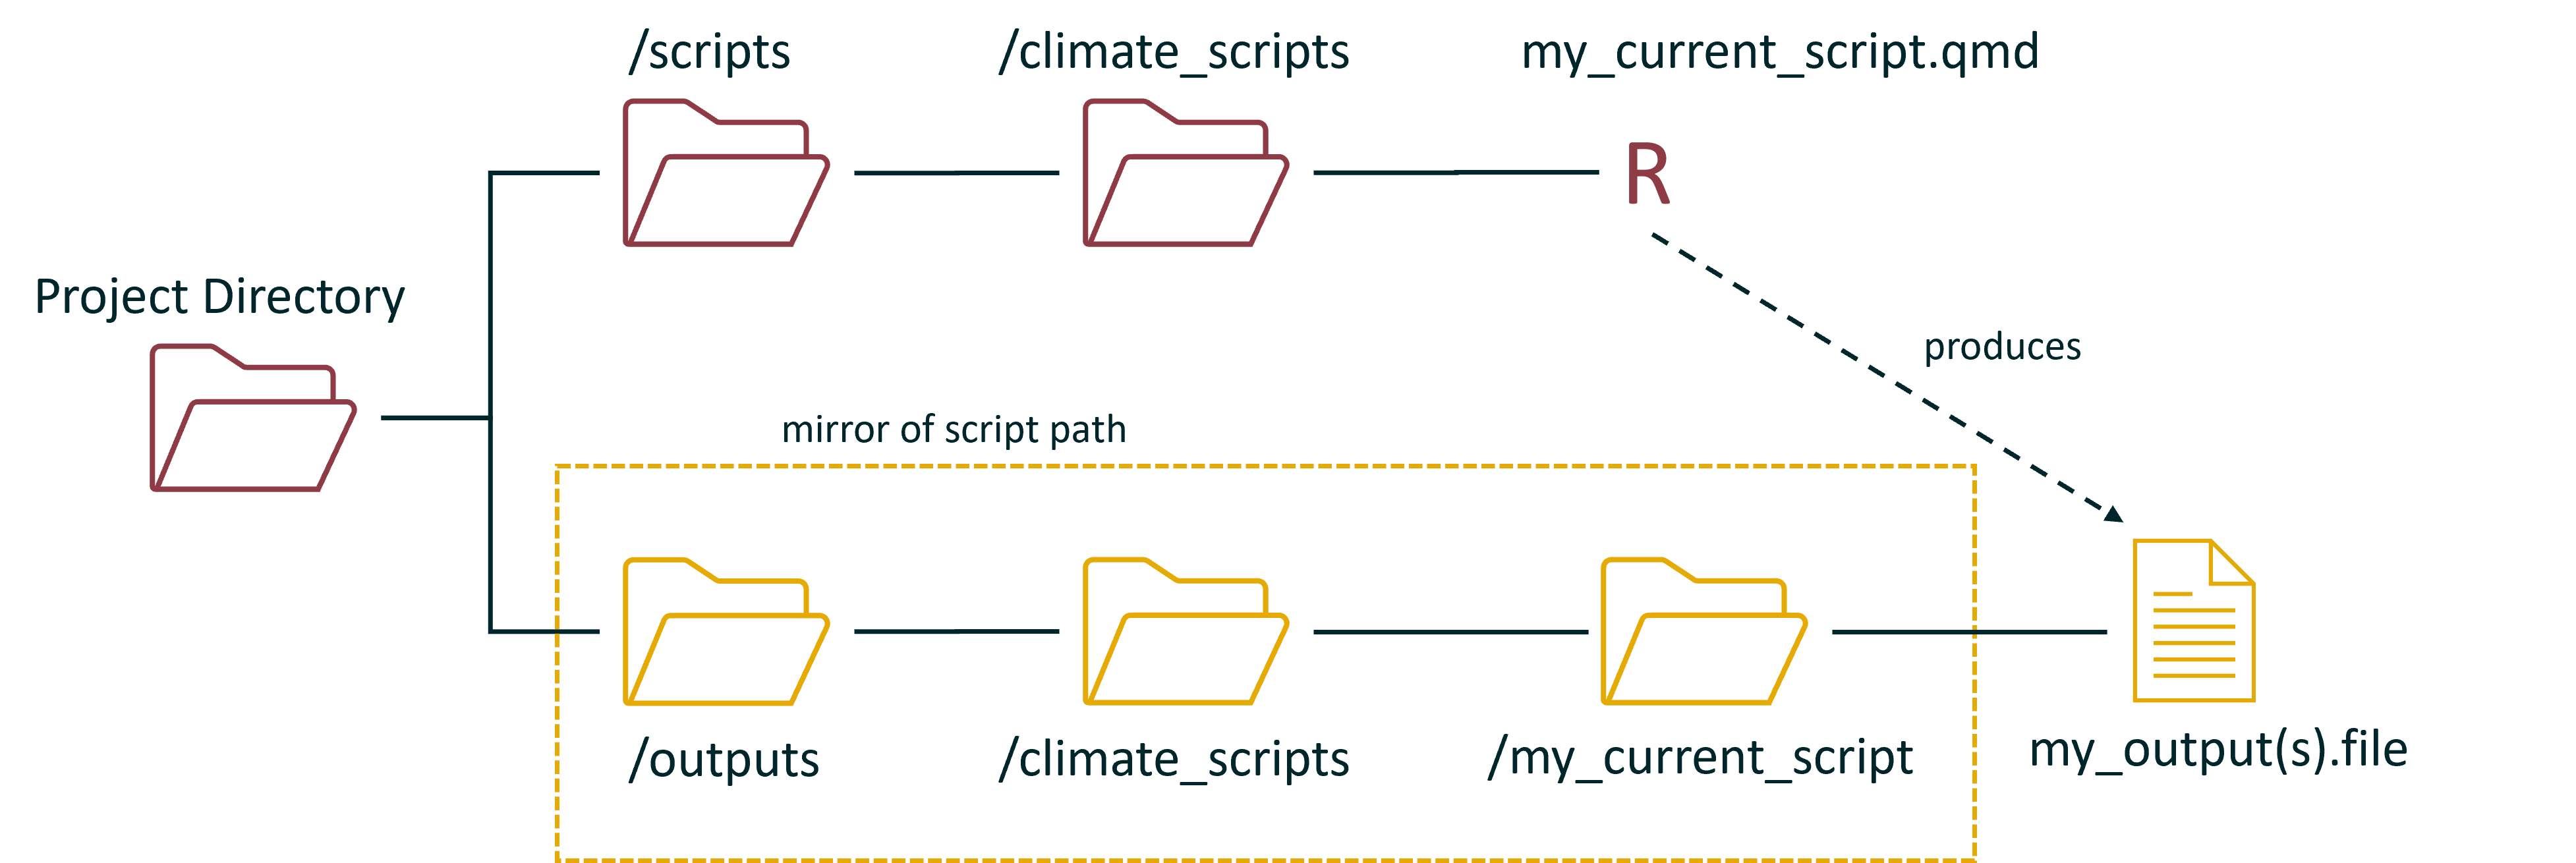 /scripts
/climate_scripts
my_current_script.qmd
R
Project Directory
produces
mirror of script path
/outputs
/climate_scripts
/my_current_script
my_output(s).file